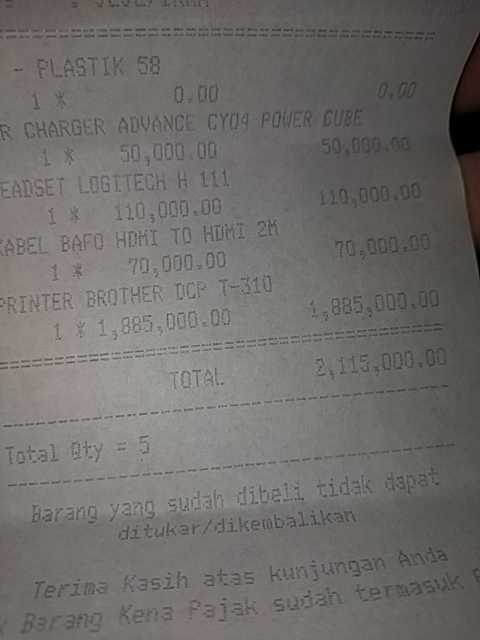 - PLASTIK 58
1 * 0.00 0.00
R CHARGER ADVANCE CY04 POWER CUBE
1 * 50,000.00 50,000.00
EADSET LOGITECH H 111
1 * 110,000.00 110,000.00
KABEL BAFO HDMI TO HDMI 2M
1 * 70,000.00 70,000.00
PRINTER BROTHER DCP T-310
1 * 1,885,000.00 1,885,000.00
TOTAL 2,115,000.00
Total Qty = 5
Barang yang sudah dibeli tidak dapat
ditukar/dikembalikan
Terima Kasih atas kunjungan Anda
* Barang Kena Pajak sudah termasuk P